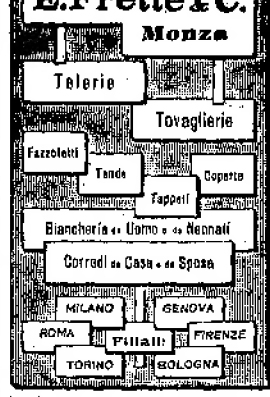 E. Frette & C.
Monza
Telerie
Tovaglierie
Fazzoletti
Tende
Coperte
Tappeti
Biancheria da Uomo e da Neonati
Corredi da Casa e da Sposa
MILANO
GENOVA
ROMA
Filiali:
FIRENZE
TORINO
BOLOGNA